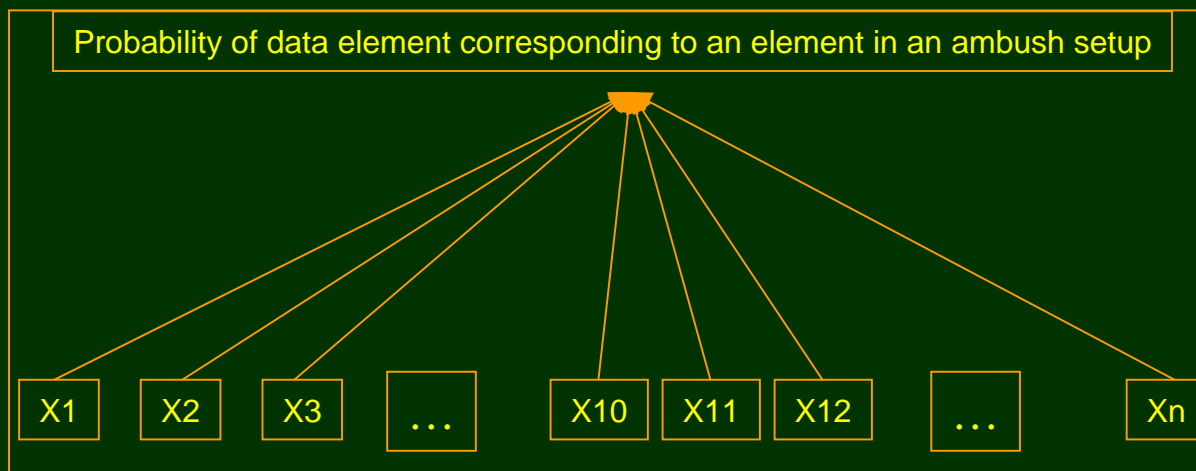 Probability of data element corresponding to an element in an ambush setup
X1 X2 X3 ... X10 X11 X12 ... Xn